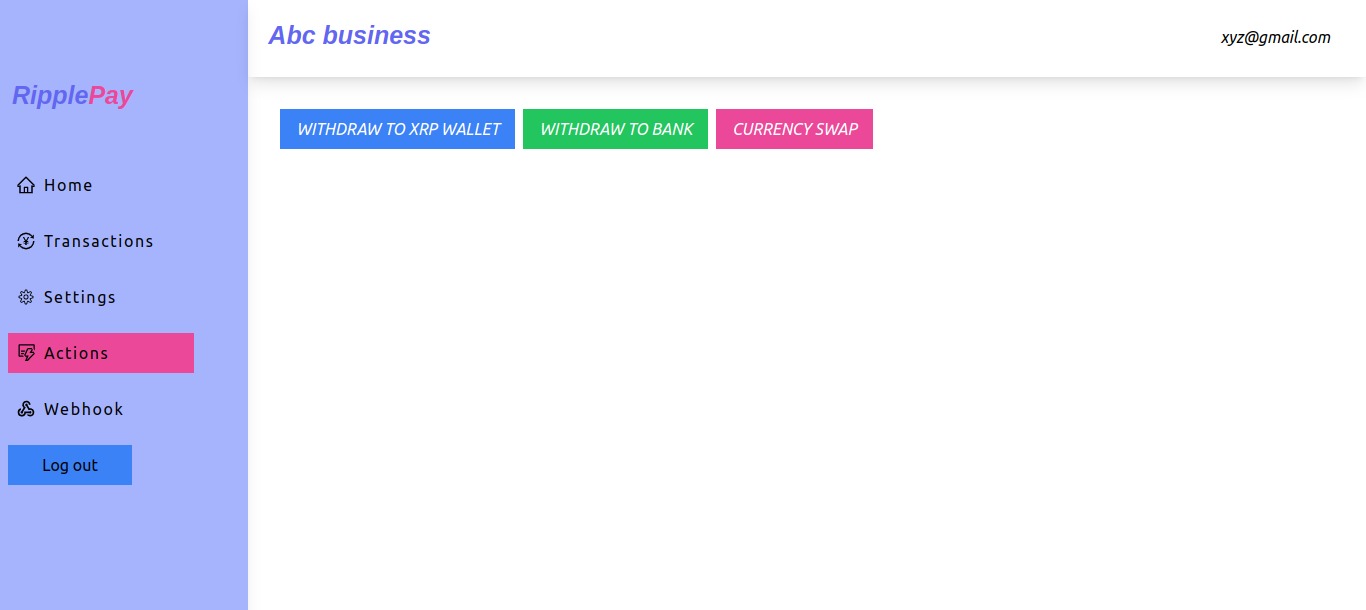 Abc business
xyz@gmail.com
RipplePay
WITHDRAW TO XRP WALLET
WITHDRAW TO BANK
CURRENCY SWAP
Home
Transactions
Settings
Actions
Webhook
Log out